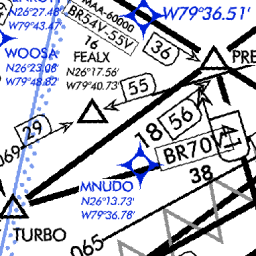 N26°27.48'
W79°43.47'
MAA-60000
BR54V-55V
16
W79°36.51'
36
WOOSA
N26°23.08'
W79°48.82'
FEALX
N26°17.56'
W79°40.73'
PRE
55
29
069
18
56
BR70V
38
MNUDO
N26°13.73'
W79°36.78'
TURBO
065